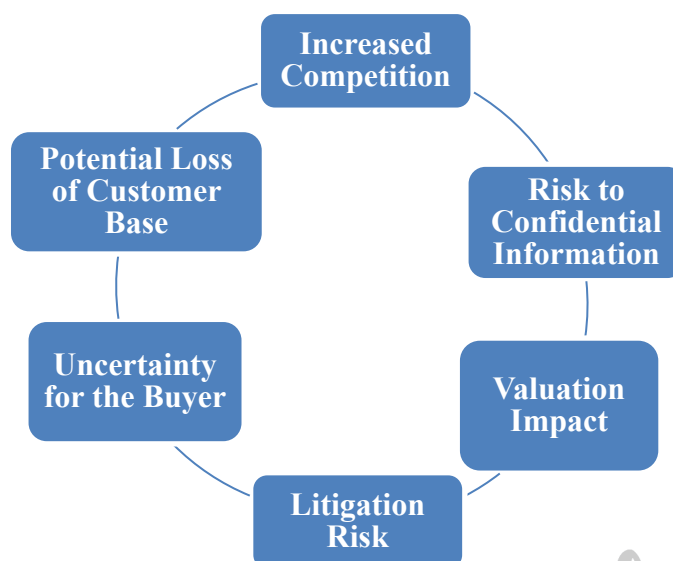 Increased
Competition
Risk to
Confidential
Information
Valuation
Impact
Litigation
Risk
Uncertainty
for the Buyer
Potential Loss
of Customer
Base